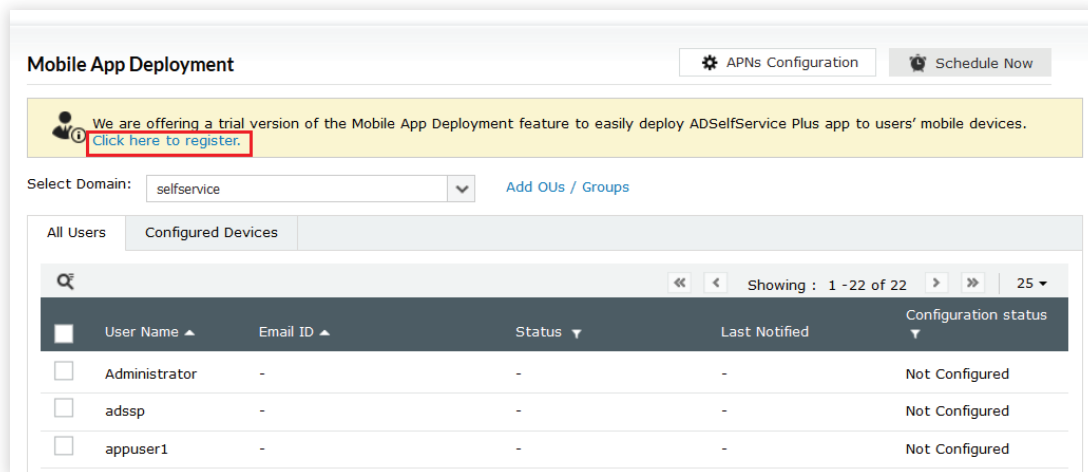 Mobile App Deployment
APNs Configuration
Schedule Now
We are offering a trial version of the Mobile App Deployment feature to easily deploy ADSelfService Plus app to users' mobile devices.
Click here to register.
Select Domain: selfservice Add OUs / Groups
All Users Configured Devices
Showing : 1 -22 of 22 25
User Name Email ID Status Last Notified Configuration status
Administrator - - - Not Configured
adssp - - - Not Configured
appuser1 - - - Not Configured